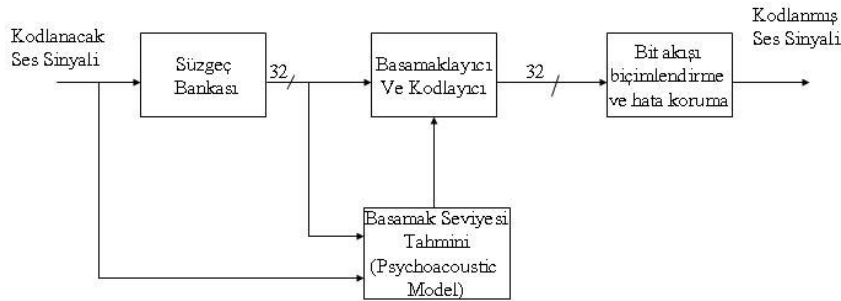 Kodlanacak
Ses Sinyali
Süzgeç
Bankası
32
Basamaklayıcı
Ve Kodlayıcı
32
Bit akışı
biçimlendirme
ve hata koruma
Kodlanmış
Ses Sinyali
Basamak Seviyesi
Tahmini
(Psychoacoustic
Model)